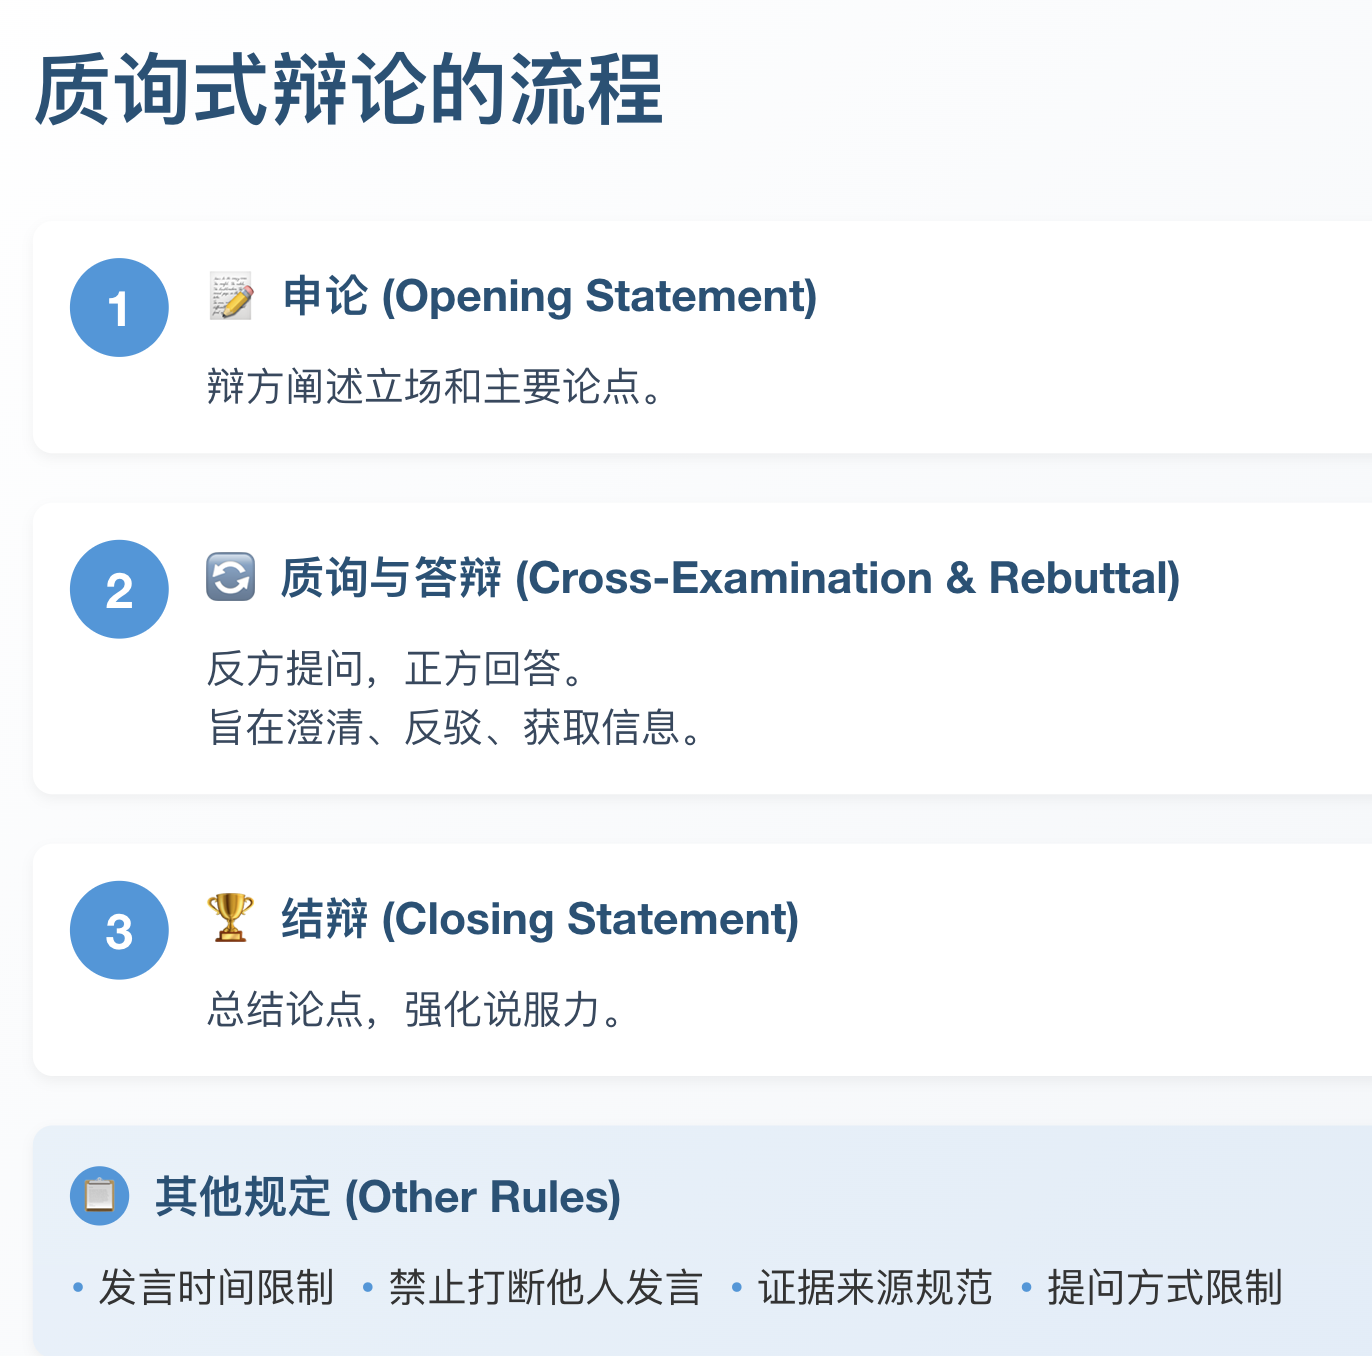 质询式辩论的流程
1
申论 (Opening Statement)
辩方阐述立场和主要论点。
2
质询与答辩 (Cross-Examination & Rebuttal)
反方提问，正方回答。
旨在澄清、反驳、获取信息。
3
结辩 (Closing Statement)
总结论点，强化说服力。
其他规定 (Other Rules)
• 发言时间限制 • 禁止打断他人发言 • 证据来源规范 • 提问方式限制